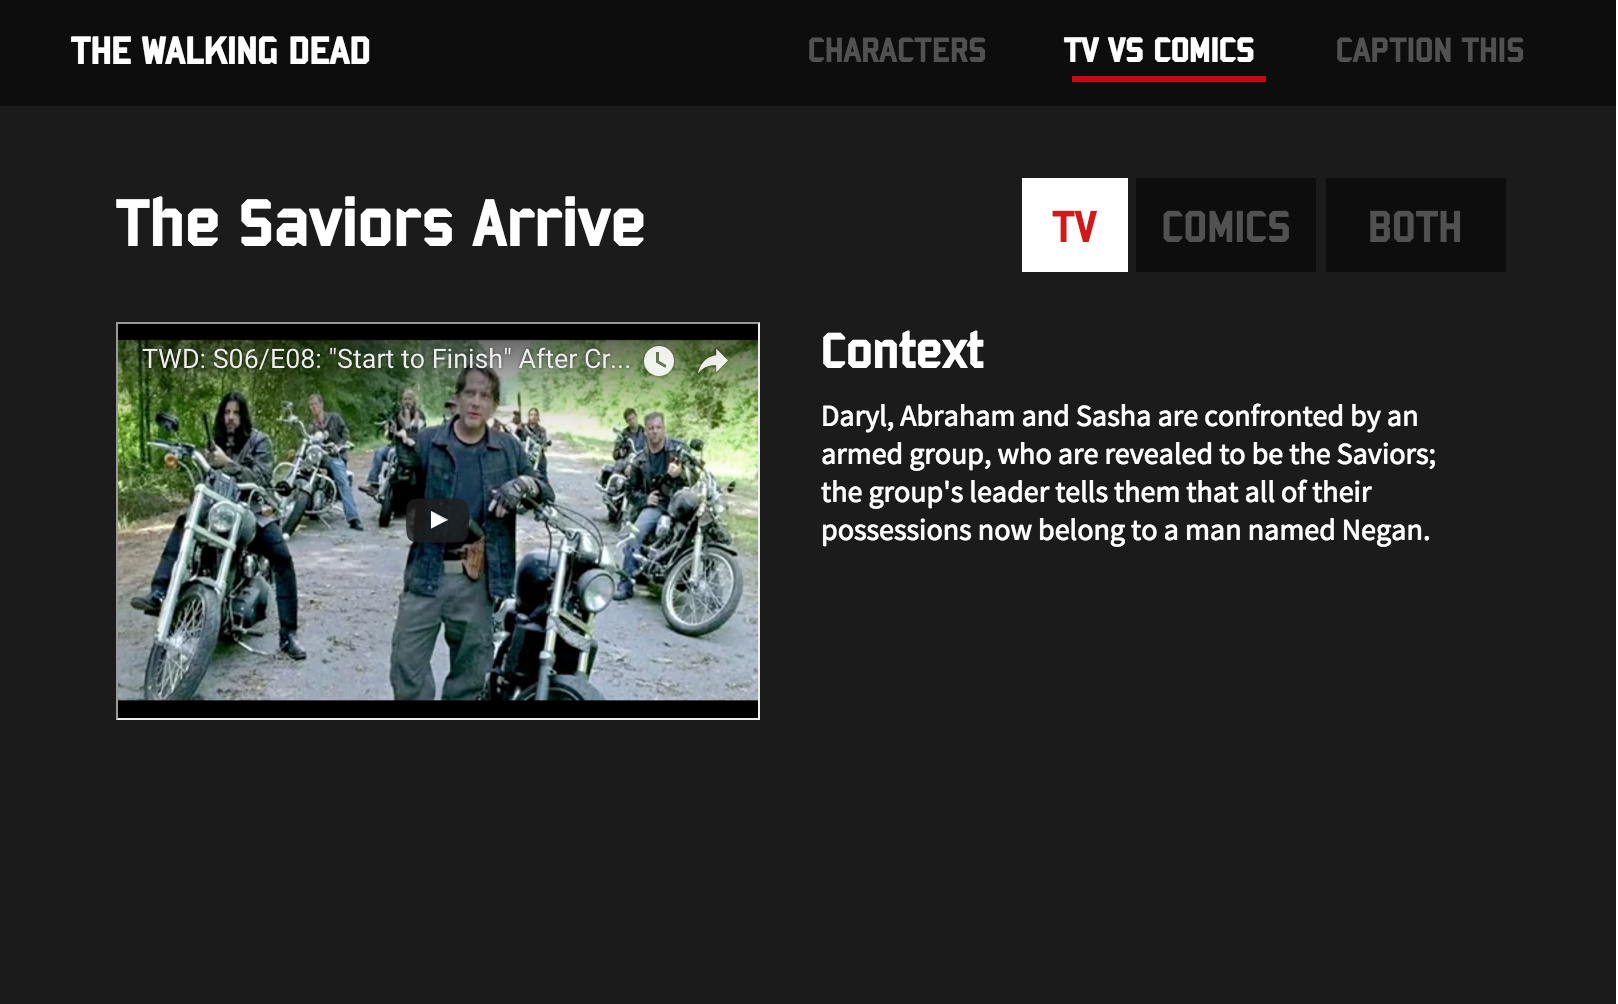 THE WALKING DEAD
CHARACTERS
TV VS COMICS
CAPTION THIS
The Saviors Arrive
TV
COMICS
BOTH
TWD: S06/E08: "Start to Finish" After Cr...
Context
Daryl, Abraham and Sasha are confronted by an
armed group, who are revealed to be the Saviors;
the group's leader tells them that all of their
possessions now belong to a man named Negan.